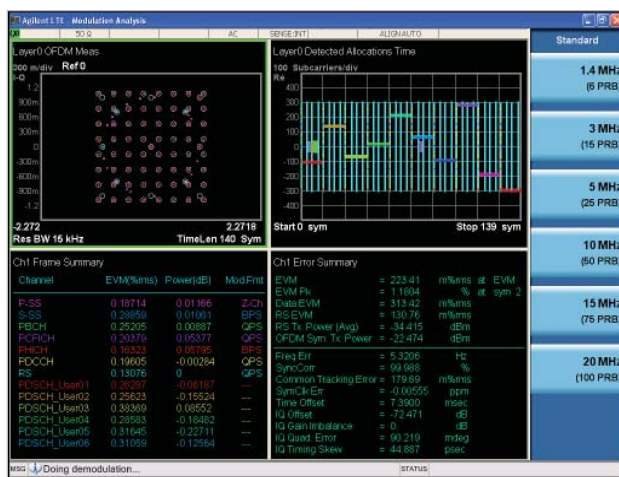 Agilent LTE - Modulation Analysis
50 Ω AC SENSE:INT ALIGN AUTO
Layer0 OFDM Meas
300 m/div Ref 0
I-Q
1.2
900m
600m
300m
0
-300m
-600m
-900m
-1.2
-2.272 2.2718
Res BW 15 kHz TimeLen 140 Sym
Layer0 Detected Allocations Time
100 Subcarriers/div
Re
400
300
200
100
0
-100
-200
-300
-400
Start 0 sym Stop 139 sym
Ch1 Frame Summary
Channel EVM(%rms) Power(dB) Mod.Fmt
P-SS 0.18714 0.01166 Z-Ch
S-SS 0.28859 0.01061 BPS
PBCH 0.25205 0.00887 QPS
PCFICH 0.20379 0.05377 QPS
PHICH 0.16323 0.05795 BPS
PDCCH 0.19605 -0.00284 QPS
RS 0.13076 0 QPS
PDSCH_User01 0.26287 -0.06187 ---
PDSCH_User02 0.25623 -0.15524 ---
PDSCH_User03 0.38369 0.08552 ---
PDSCH_User04 0.28583 -0.18462 ---
PDSCH_User05 0.31645 -0.22711 ---
PDSCH_User06 0.31059 -0.12564 ---
Ch1 Error Summary
EVM = 223.41 m%rms at EVM
EVM Pk = 1.1804 % at sym 2
Data EVM = 313.42 m%rms
RS EVM = 130.76 m%rms
RS Tx. Power (Avg) = -34.415 dBm
OFDM Sym. Tx. Power = -22.474 dBm
Freq Err = 5.3206 Hz
SyncCorr = 99.988 %
Common Tracking Error = 179.69 m%rms
SymClk Err = -0.00555 ppm
Time Offset = 7.3900 msec
IQ Offset = -72.471 dB
IQ Gain Imbalance = 0 dB
IQ Quad. Error = 90.219 mdeg
IQ Timing Skew = 44.887 psec
MSG Doing demodulation... STATUS
Standard
1.4 MHz
(6 PRB)
3 MHz
(15 PRB)
5 MHz
(25 PRB)
10 MHz
(50 PRB)
15 MHz
(75 PRB)
20 MHz
(100 PRB)